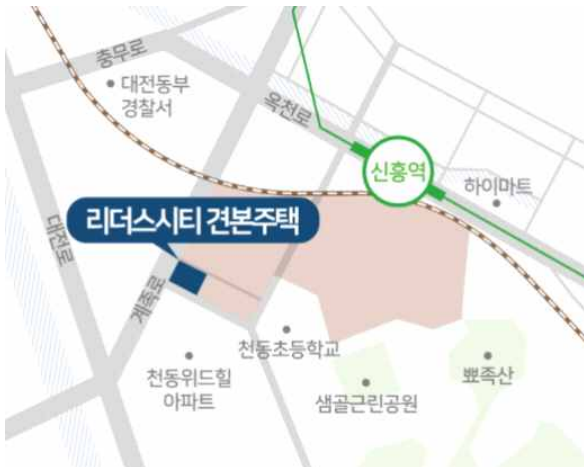 충무로
대전동부
경찰서
옥천로
신흥역
하이마트
리더스시티 견본주택
대전로
계족로
천동초등학교
천동위드힐
아파트
샘골근린공원
뾰족산